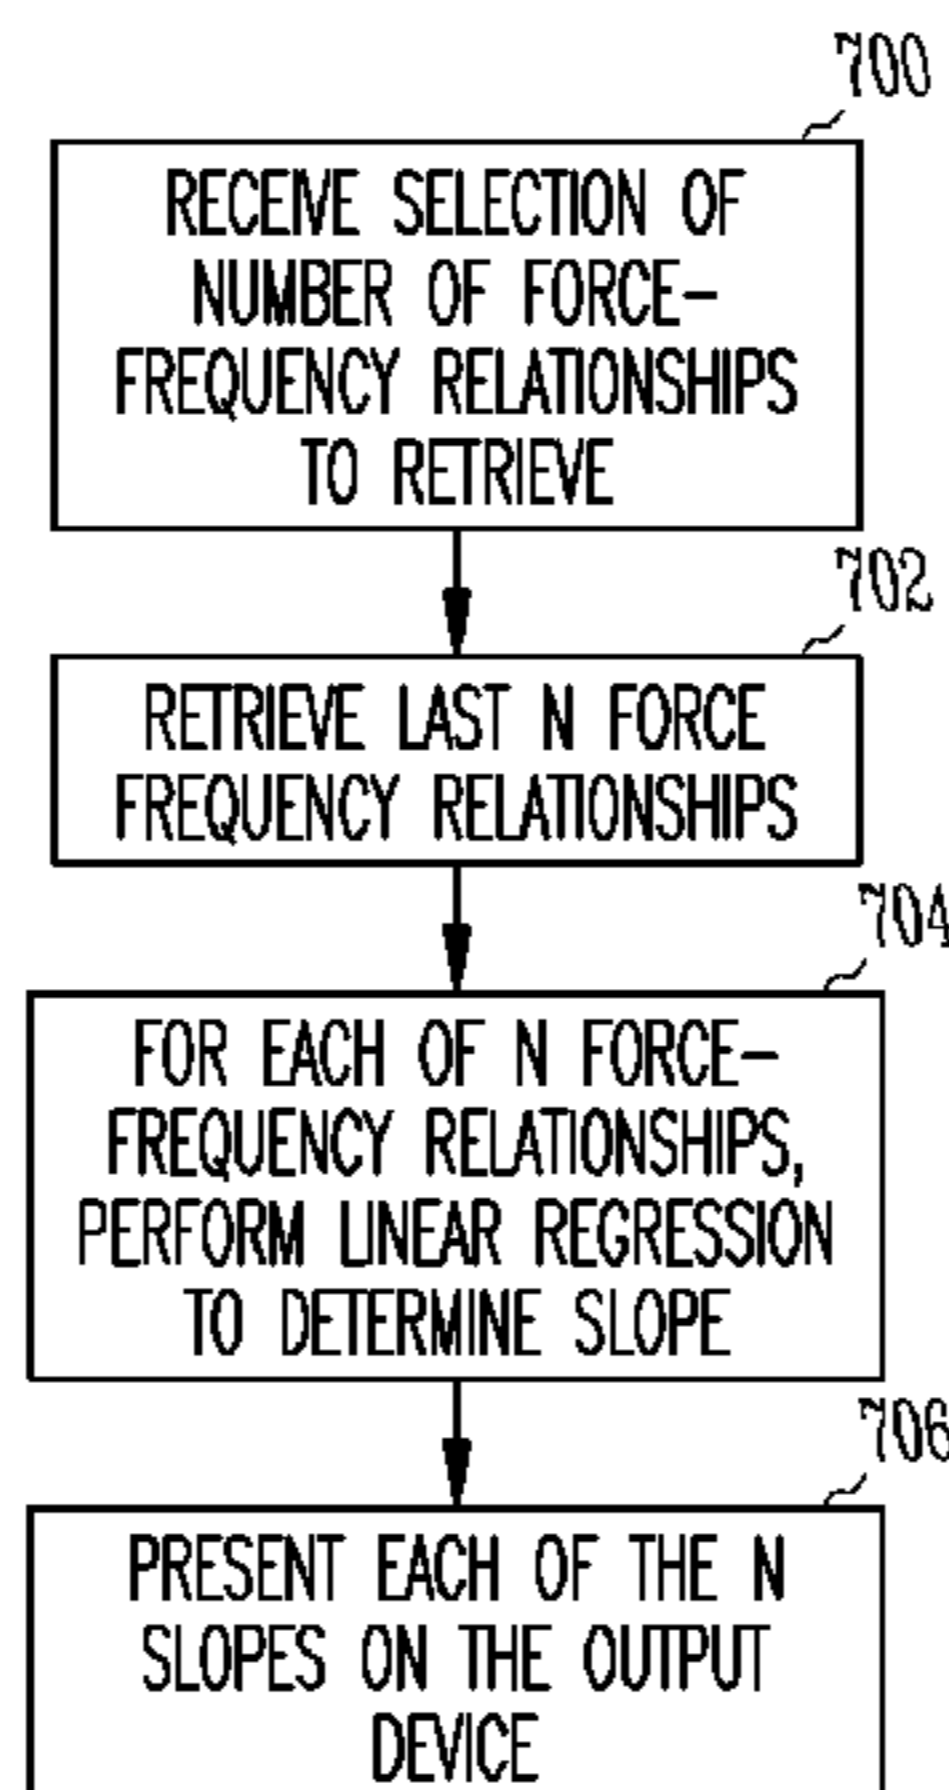 700
RECEIVE SELECTION OF
NUMBER OF FORCE-
FREQUENCY RELATIONSHIPS
TO RETRIEVE
702
RETRIEVE LAST N FORCE
FREQUENCY RELATIONSHIPS
704
FOR EACH OF N FORCE-
FREQUENCY RELATIONSHIPS,
PERFORM LINEAR REGRESSION
TO DETERMINE SLOPE
706
PRESENT EACH OF THE N
SLOPES ON THE OUTPUT
DEVICE